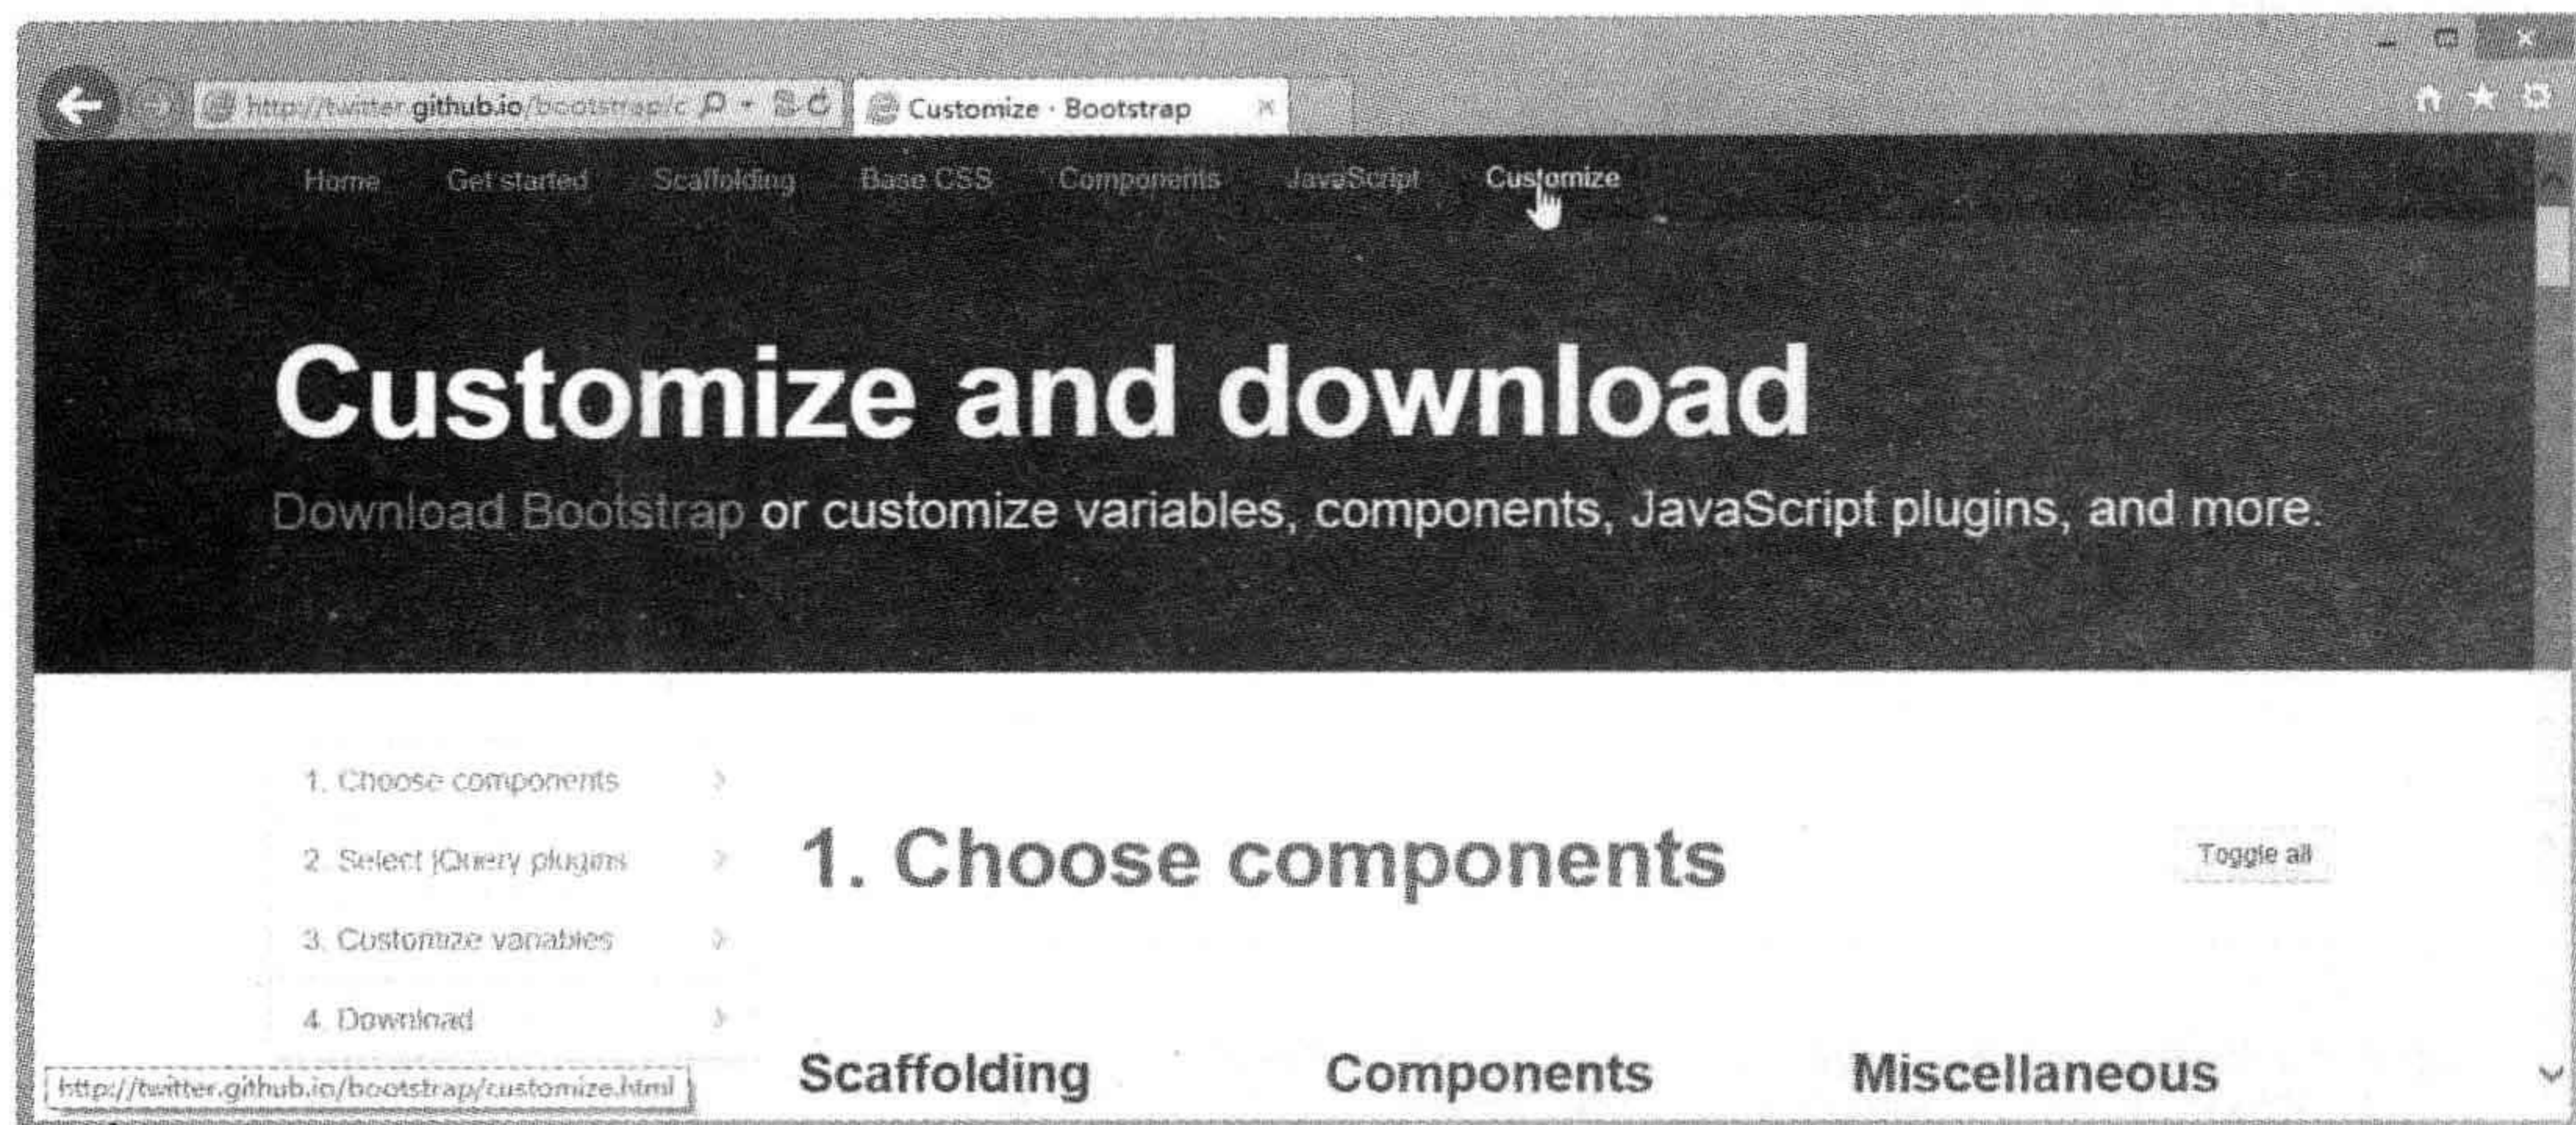 http://twitter.github.io/bootstrap/c
Customize · Bootstrap
Home Get started Scaffolding Base CSS Components JavaScript Customize
Customize and download
Download Bootstrap or customize variables, components, JavaScript plugins, and more.
1. Choose components
2. Select jQuery plugins
3. Customize variables
4. Download
1. Choose components
Toggle all
Scaffolding Components Miscellaneous
http://twitter.github.io/bootstrap/customize.html